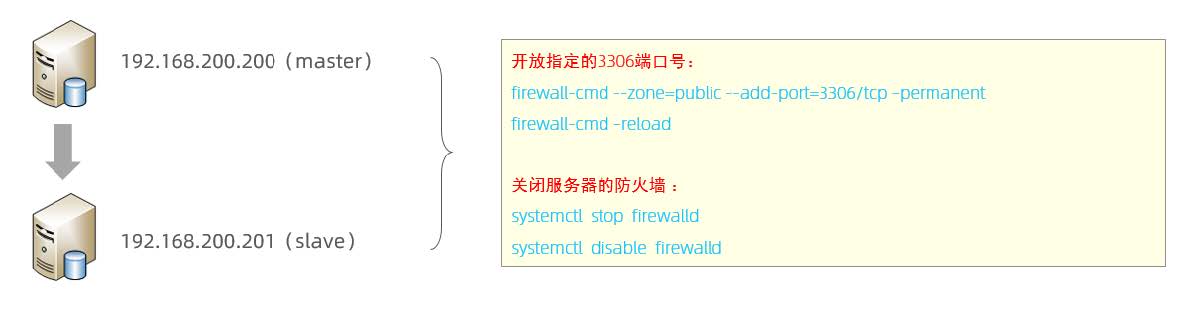 192.168.200.200（master）
192.168.200.201（slave）
开放指定的3306端口号：
firewall-cmd --zone=public --add-port=3306/tcp -permanent
firewall-cmd -reload
关闭服务器的防火墙 ：
systemctl stop firewalld
systemctl disable firewalld